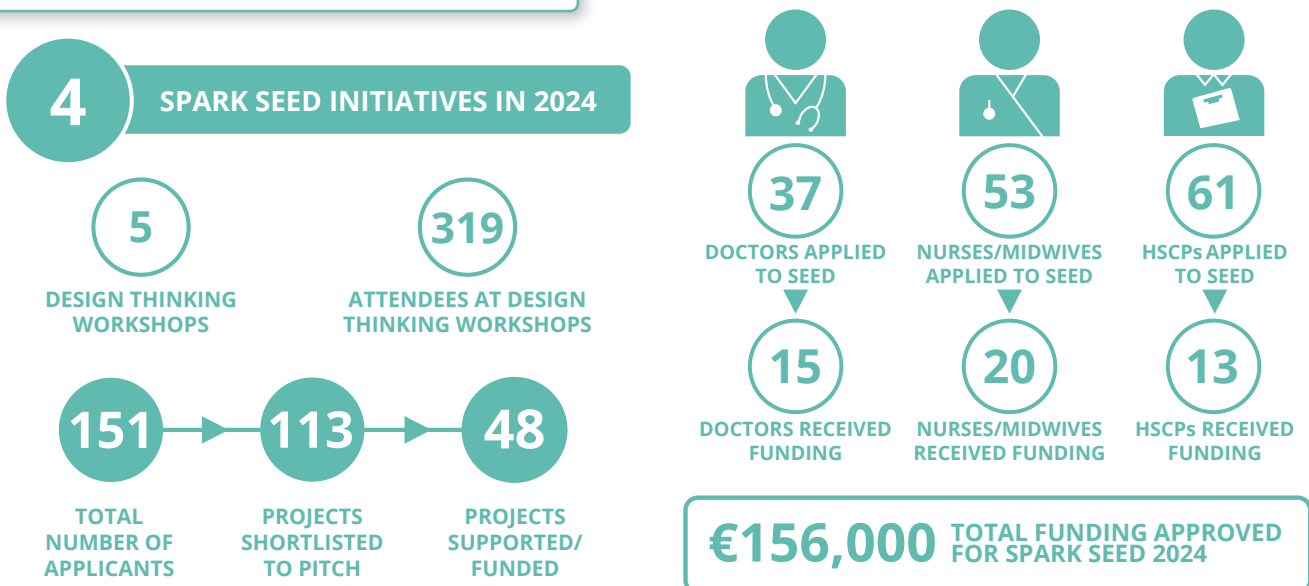 4
SPARK SEED INITIATIVES IN 2024
5
DESIGN THINKING
WORKSHOPS
319
ATTENDEES AT DESIGN
THINKING WORKSHOPS
151
TOTAL
NUMBER OF
APPLICANTS
113
PROJECTS
SHORTLISTED
TO PITCH
48
PROJECTS
SUPPORTED/
FUNDED
37
DOCTORS APPLIED
TO SEED
15
DOCTORS RECEIVED
FUNDING
53
NURSES/MIDWIVES
APPLIED TO SEED
20
NURSES/MIDWIVES
RECEIVED FUNDING
61
HSCPs APPLIED
TO SEED
13
HSCPs RECEIVED
FUNDING
€156,000
TOTAL FUNDING APPROVED
FOR SPARK SEED 2024